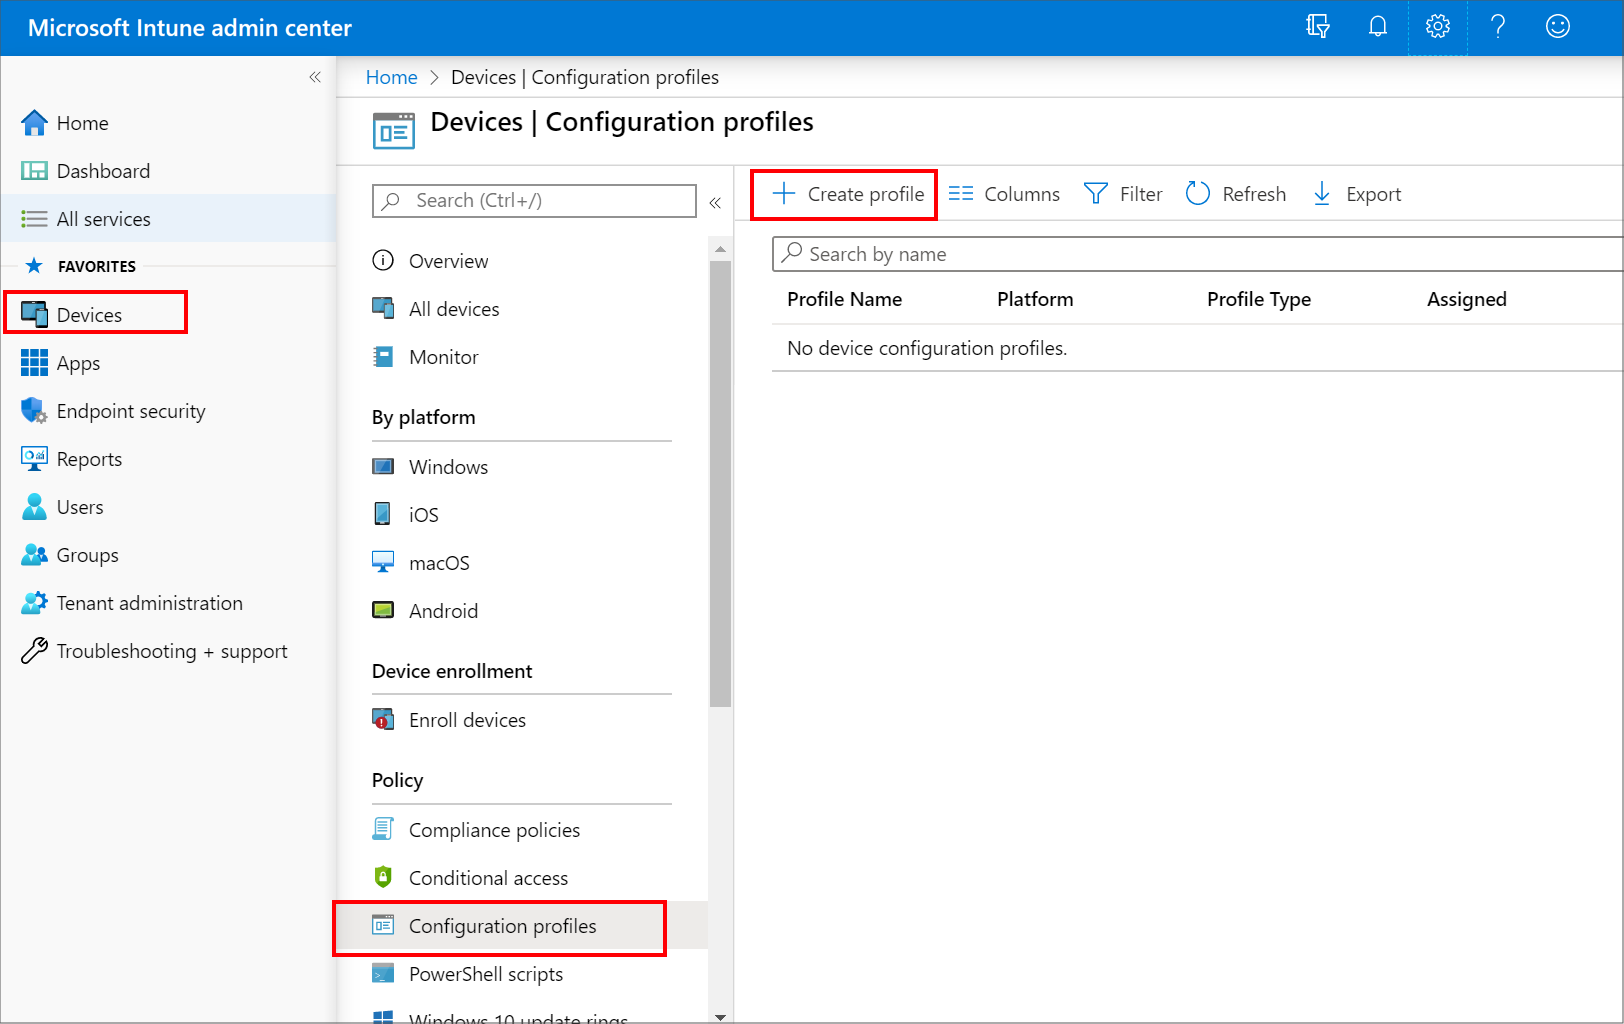 Microsoft Intune admin center
«
Home
Dashboard
All services
FAVORITES
Devices
Apps
Endpoint security
Reports
Users
Groups
Tenant administration
Troubleshooting + support
Home > Devices | Configuration profiles
Devices | Configuration profiles
Search (Ctrl+/)
«
Overview
All devices
Monitor
By platform
Windows
iOS
macOS
Android
Device enrollment
Enroll devices
Policy
Compliance policies
Conditional access
Configuration profiles
PowerShell scripts
Windows 10 update rings
+ Create profile Columns Filter Refresh Export
Search by name
Profile Name Platform Profile Type Assigned
No device configuration profiles.